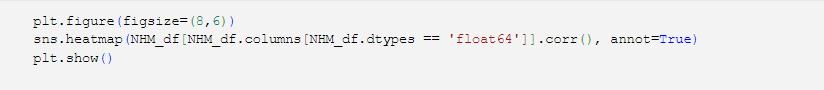 plt.figure(figsize=(8,6))
sns.heatmap(NHM_df[NHM_df.columns[NHM_df.dtypes == 'float64']].corr(), annot=True)
plt.show()